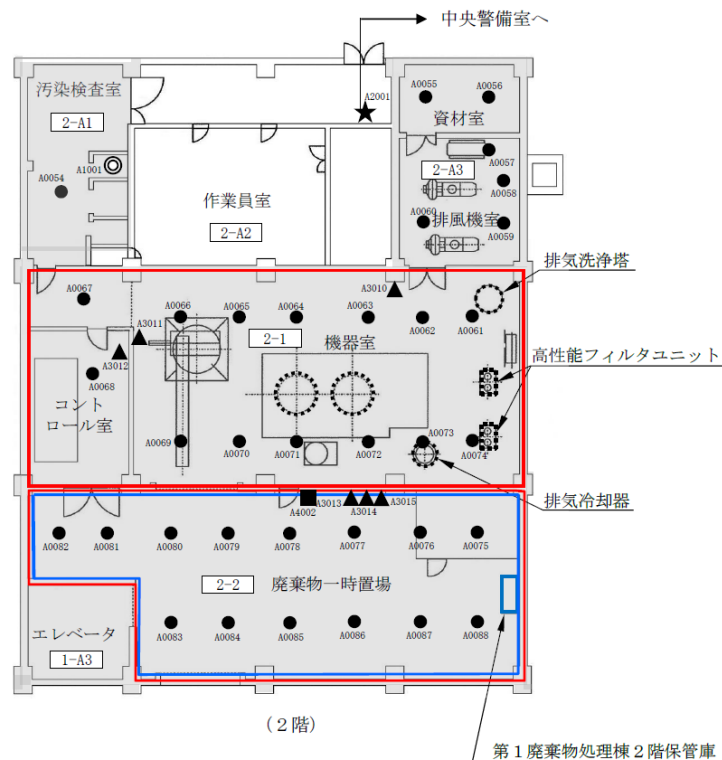 中央警備室へ
汚染検査室
2-A1
A2001
A0055
A0056
資材室
A1001
A0054
作業員室
2-A2
A0057
2-A3
A0058
A0060
排風機室
A0059
排気洗浄塔
A0067
A3010
A0066
A0065
A0064
A0063
A0062
A0061
A3011
2-1
機器室
A3012
高性能フィルタユニット
A0068
コント
ロール室
A0069
A0070
A0071
A0072
A0073
A0074
排気冷却器
A4002
A3013
A3014
A3015
A0082
A0081
A0080
A0079
A0078
A0077
A0076
A0075
2-2
廃棄物一時置場
エレベータ
1-A3
A0083
A0084
A0085
A0086
A0087
A0088
(2階)
第1廃棄物処理棟2階保管庫